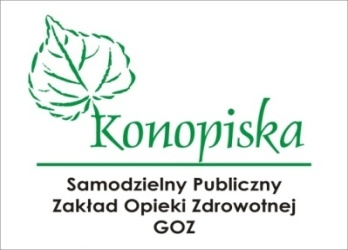 Konopiska
Samodzielny Publiczny
Zakład Opieki Zdrowotnej
GOZ